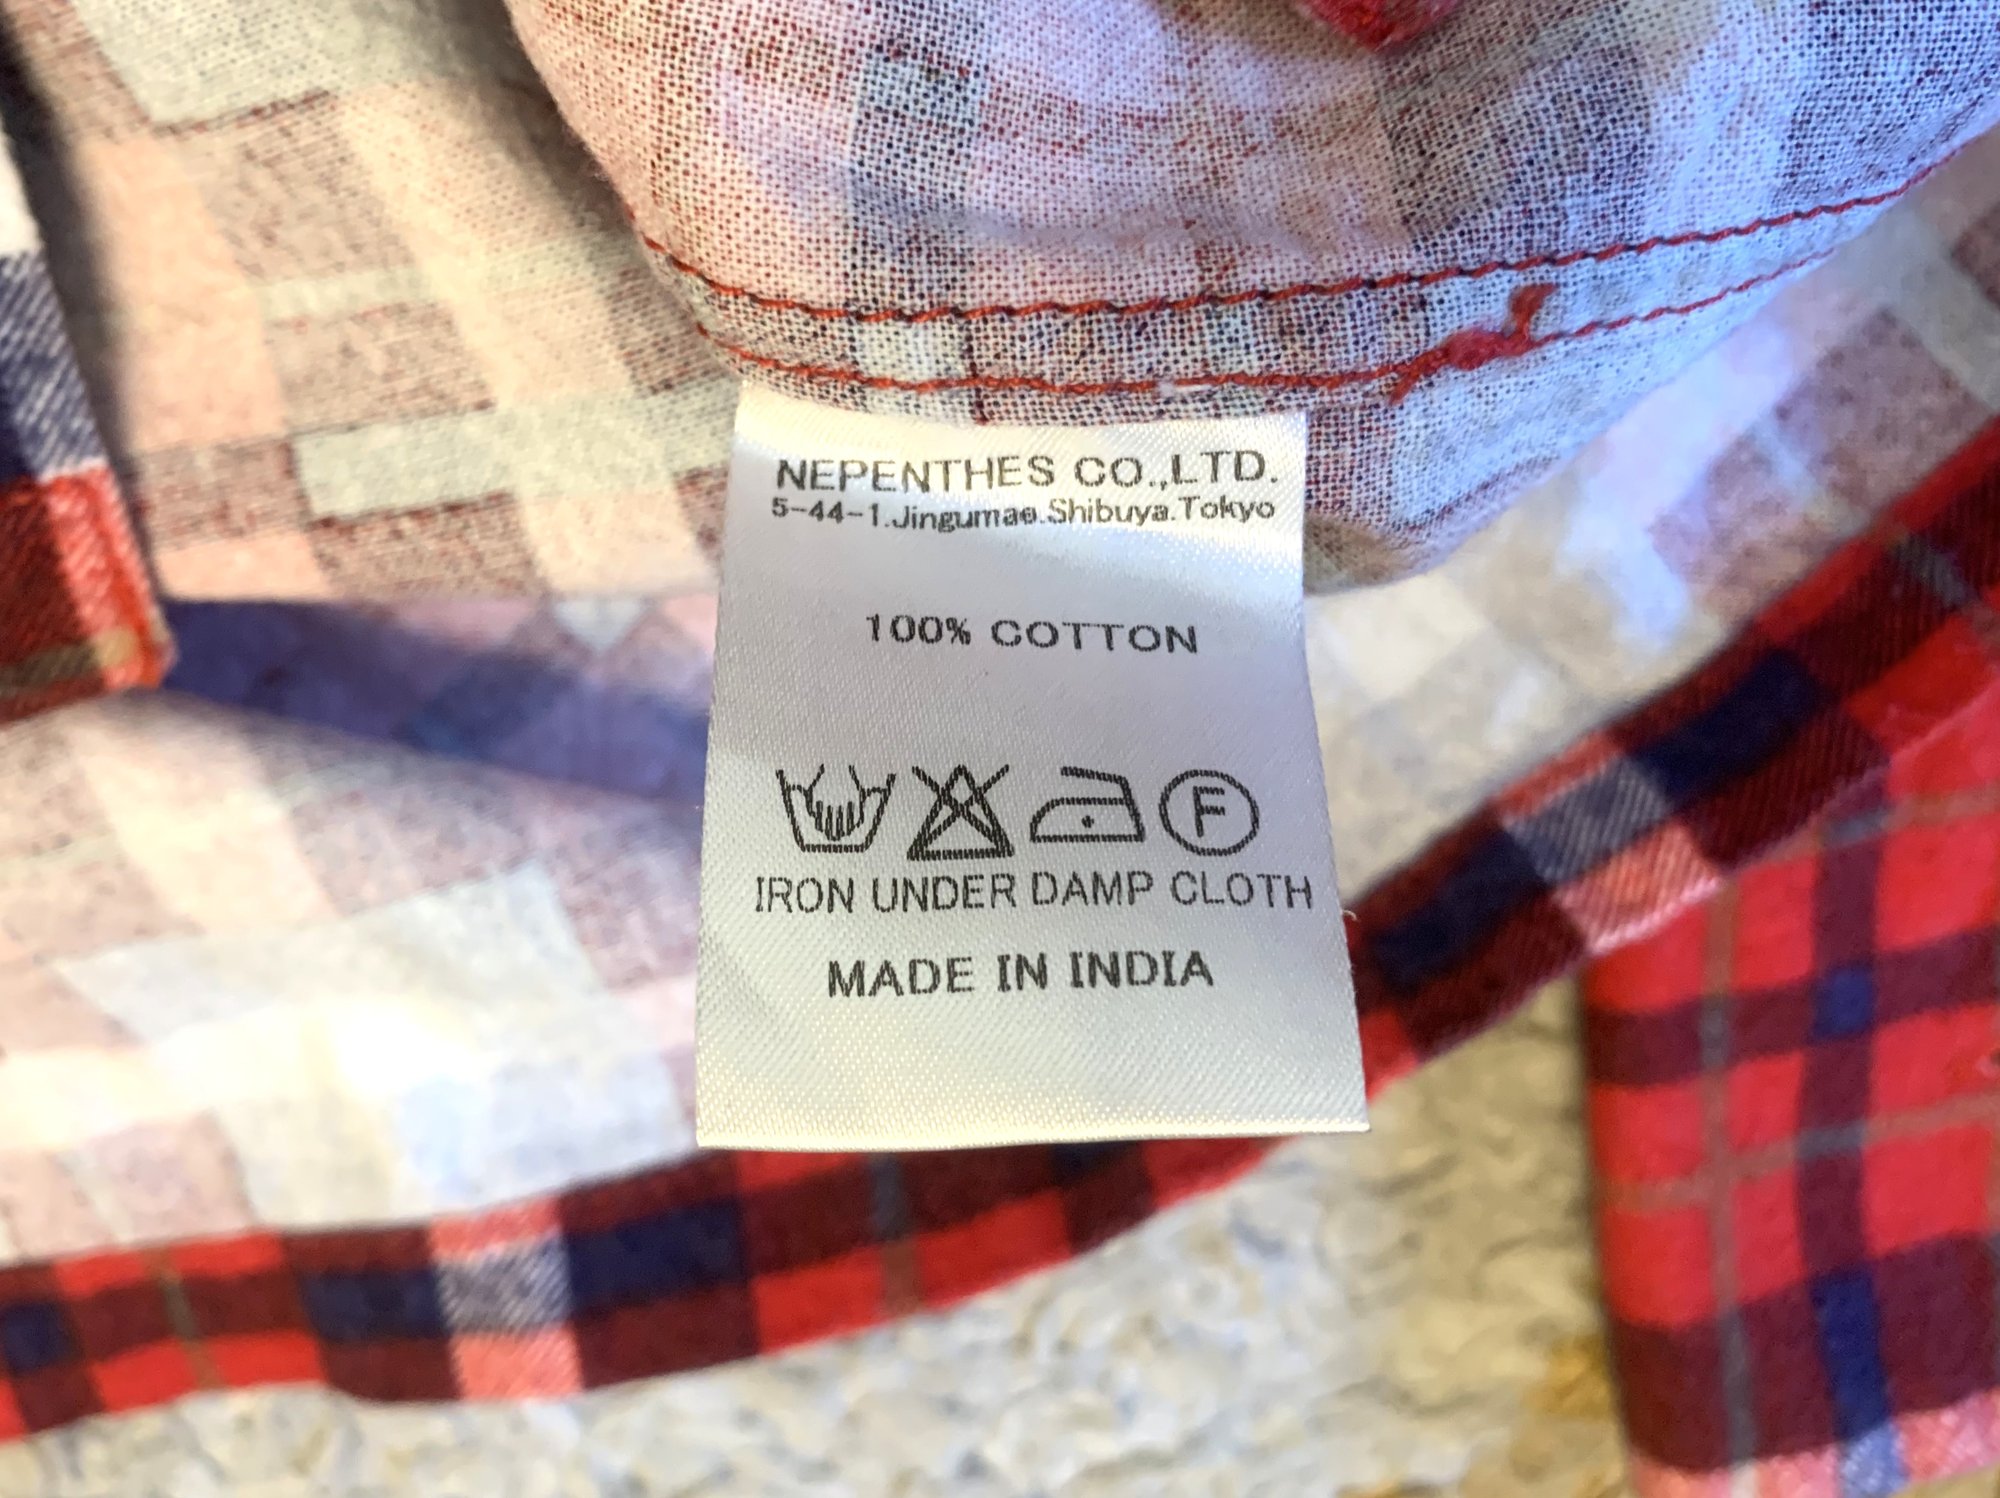 NEPENTHES CO.,LTD.
5-44-1.Jingumae.Shibuya.Tokyo
100% COTTON
F
IRON UNDER DAMP CLOTH
MADE IN INDIA